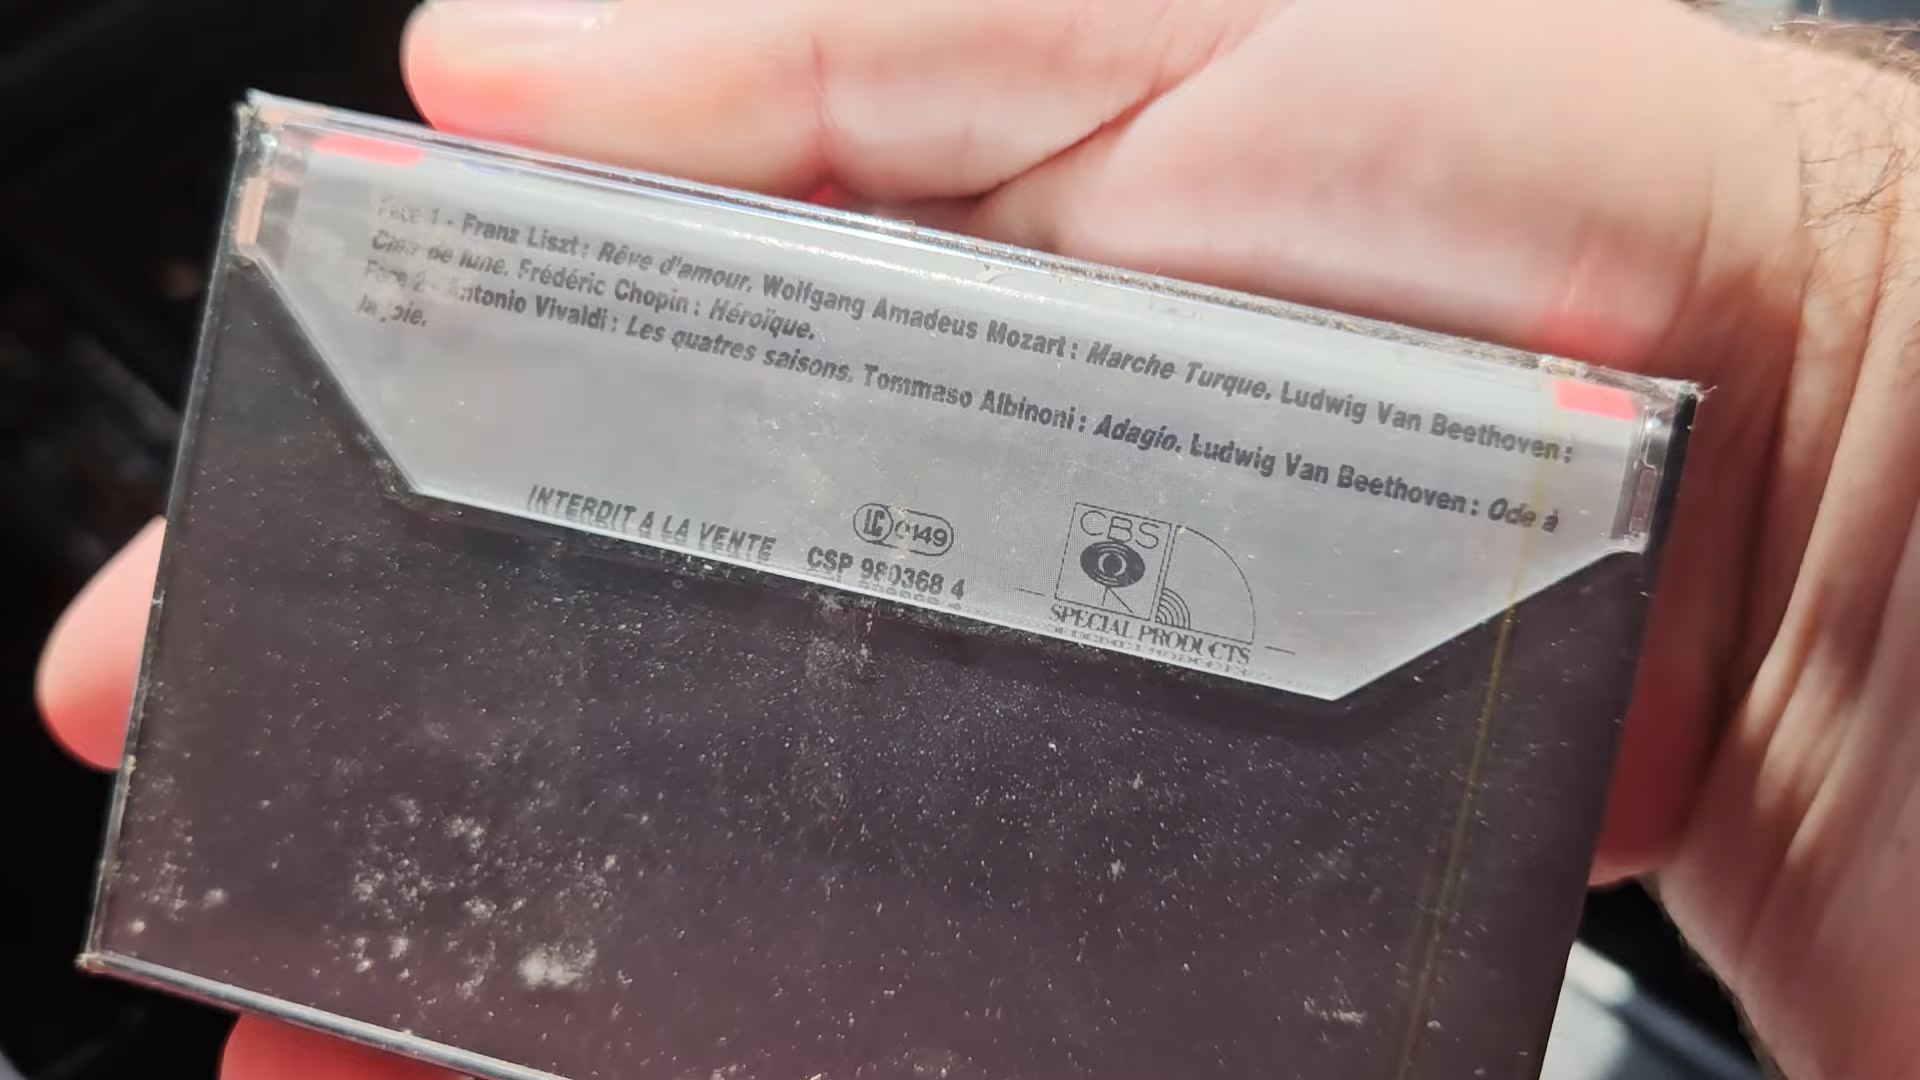 Face 1 - Franz Liszt : Rêve d'amour. Wolfgang Amadeus Mozart : Marche Turque. Ludwig Van Beethoven :
Clair de lune. Frédéric Chopin : Héroïque.
Face 2 - Antonio Vivaldi : Les quatres saisons. Tommaso Albinoni : Adagio. Ludwig Van Beethoven : Ode à
la joie.
INTERDIT A LA VENTE
LC 0149
CSP 980368 4
CBS
SPECIAL PRODUCTS